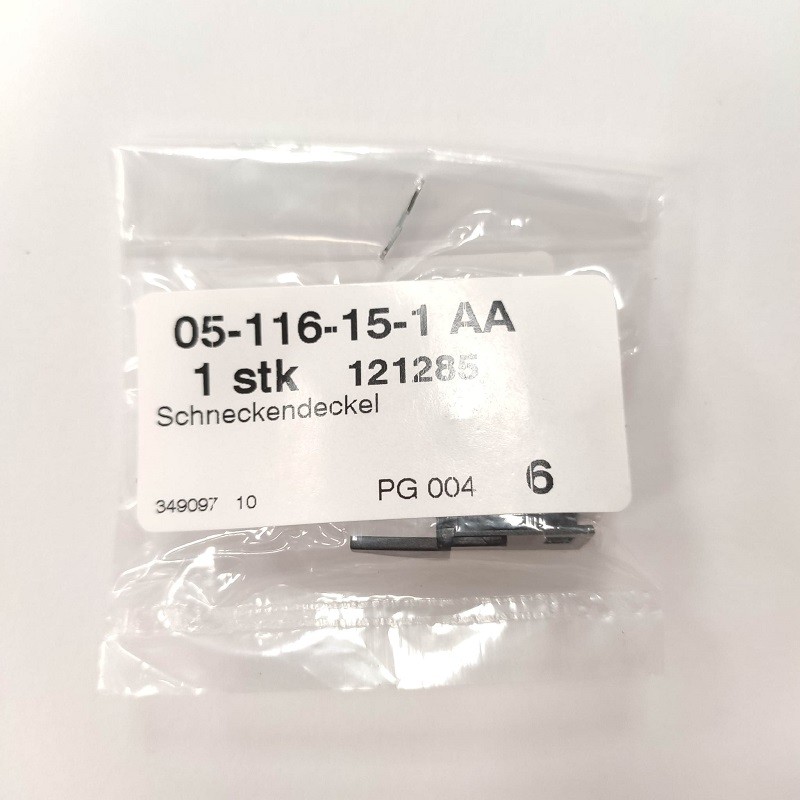 05-116-15-1 AA
1 stk 121285
Schneckendeckel
349097 10 PG 004 6